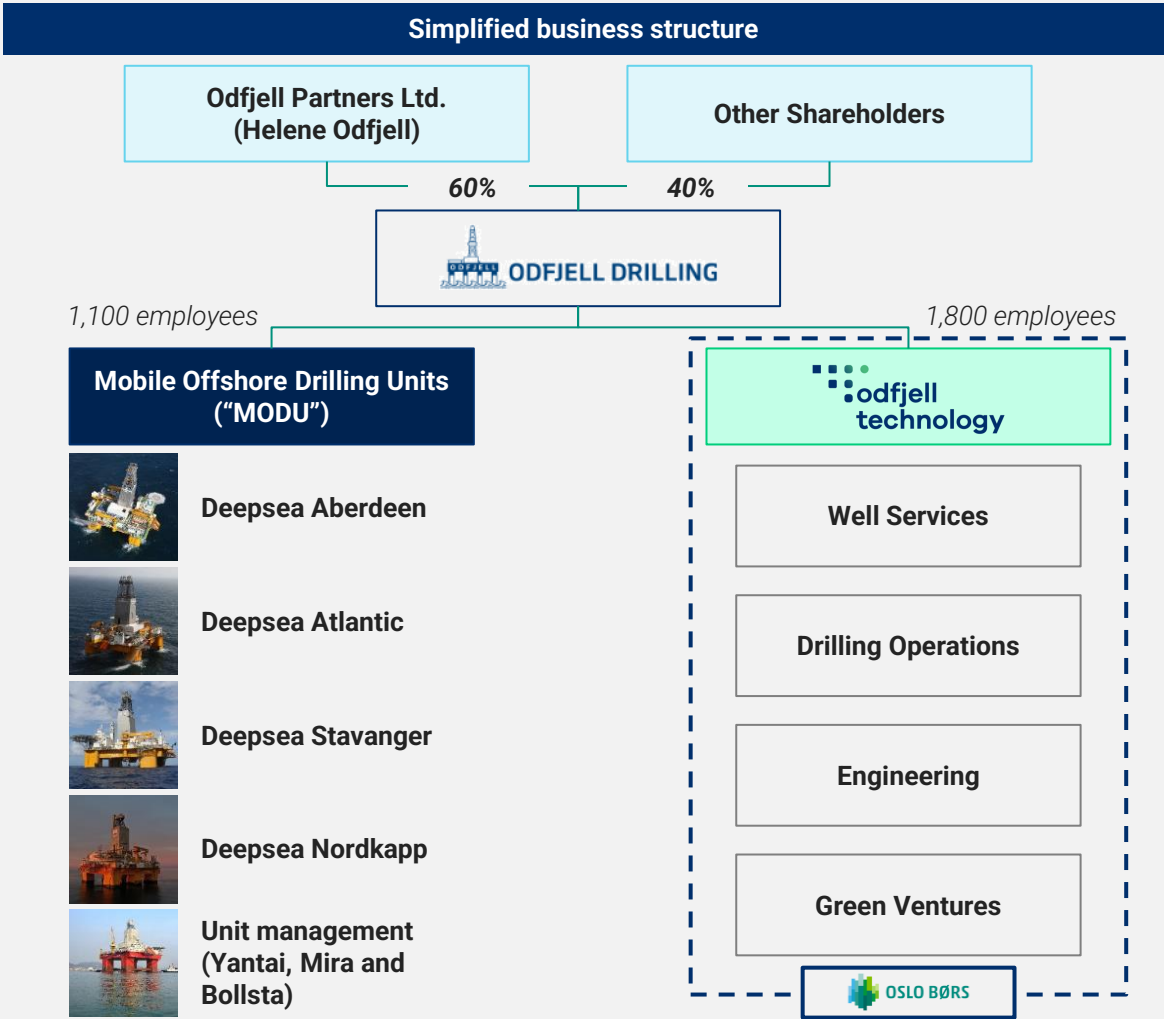 Simplified business structure
Odfjell Partners Ltd.
(Helene Odfjell)
Other Shareholders
60%
40%
ODFJELL
ODFJELL DRILLING
1,100 employees
1,800 employees
Mobile Offshore Drilling Units
(“MODU”)
odfjell
technology
Deepsea Aberdeen
Deepsea Atlantic
Deepsea Stavanger
Deepsea Nordkapp
Unit management
(Yantai, Mira and
Bollsta)
Well Services
Drilling Operations
Engineering
Green Ventures
OSLO BØRS